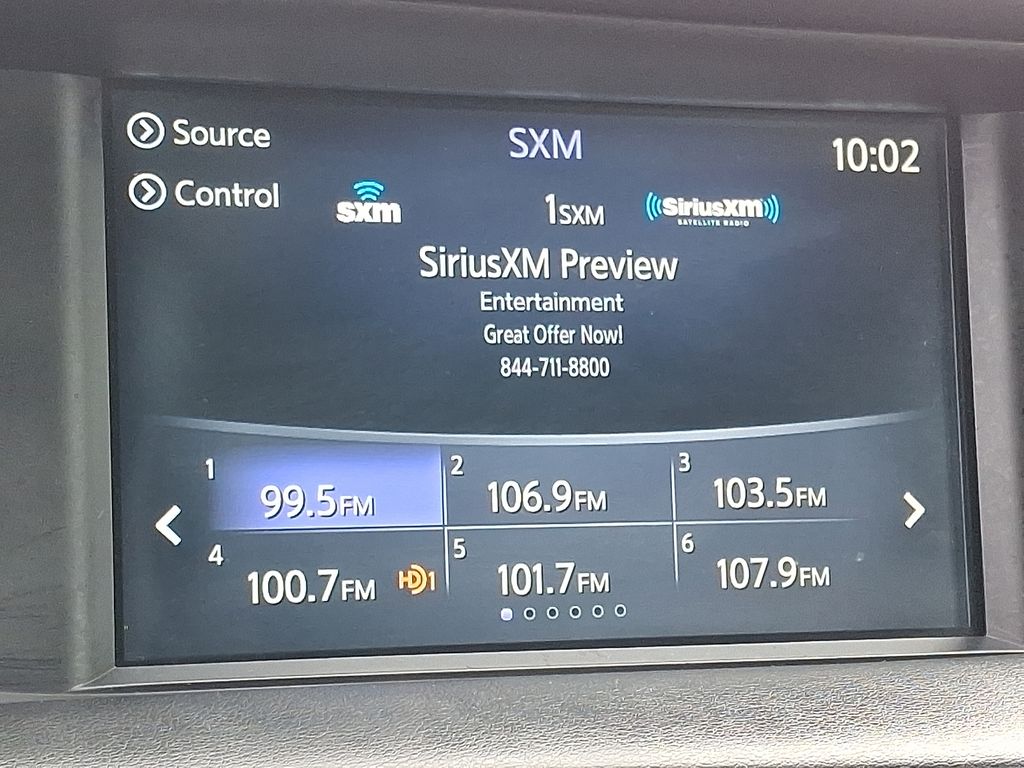 Source
SXM
10:02
Control
sxm
1SXM
SiriusXM
SATELLITE RADIO
SiriusXM Preview
Entertainment
Great Offer Now!
844-711-8800
1
99.5FM
2
106.9FM
3
103.5FM
4
100.7FM HD1
5
101.7FM
6
107.9FM